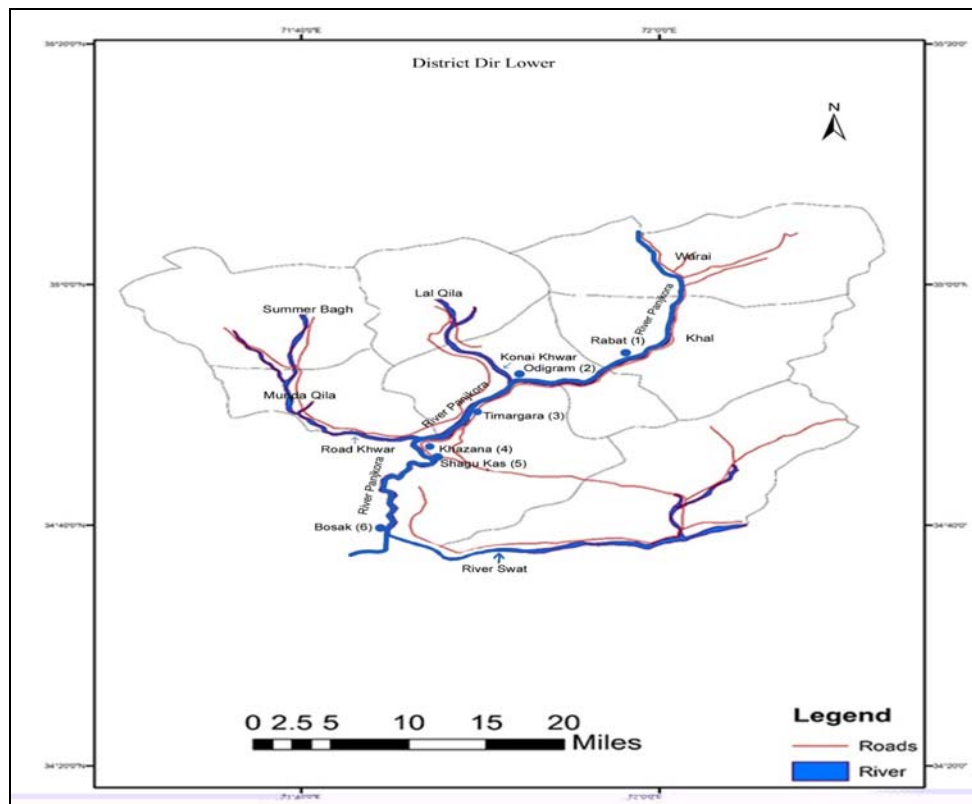 71°40'0"E
72°0'0"E
35°20'0"N
35°20'0"
District Dir Lower
N
Warai
35°0'0"N
35°0'0"
Lal Qila
River Panjkora
Summer Bagh
Rabat (1)
Khal
Konai Khwar
Odigram (2)
Munda Qila
River Panjkora
Timargara (3)
Road Khwar
Khazana (4)
Shagu Kas (5)
River Panjkora
34°40'0"N
Bosak (6)
34°40'0"
River Swat
0 2.5 5 10 15 20
Miles
Legend
Roads
River
34°20'0"N
34°20'0"
72°0'0"E